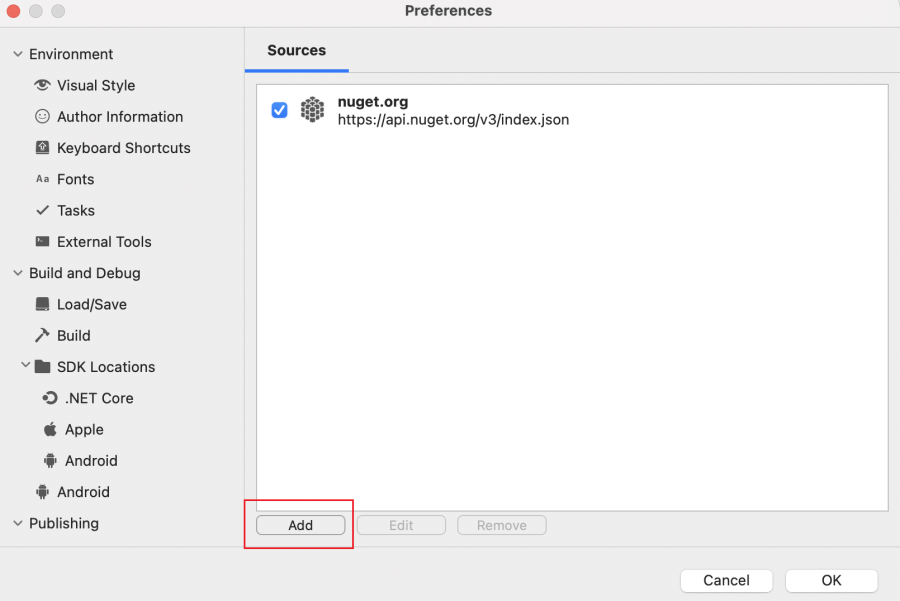 Preferences
Environment
Visual Style
Author Information
Keyboard Shortcuts
Aa Fonts
Tasks
External Tools
Build and Debug
Load/Save
Build
SDK Locations
.NET Core
Apple
Android
Android
Publishing
Sources
nuget.org
https://api.nuget.org/v3/index.json
Add
Edit
Remove
Cancel
OK